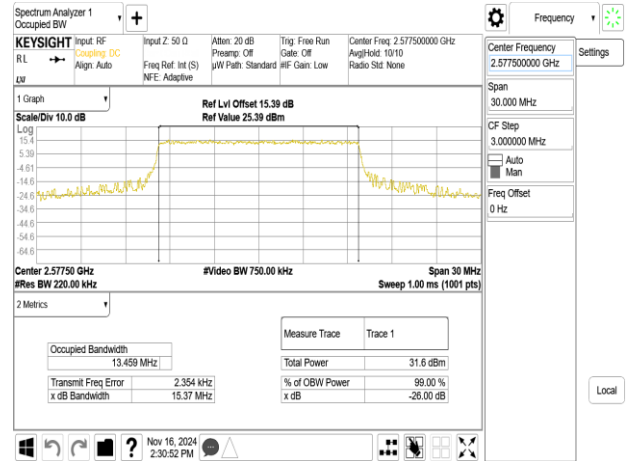 Spectrum Analyzer 1
Occupied BW
+
Frequency
KEYSIGHT
RL
LXI
Input: RF
Coupling: DC
Align: Auto
Input Z: 50 Ω
Freq Ref: Int (S)
NFE: Adaptive
Atten: 20 dB
Preamp: Off
µW Path: Standard
Trig: Free Run
Gate: Off
#IF Gain: Low
Center Freq: 2.577500000 GHz
Avg|Hold: 10/10
Radio Std: None
Center Frequency
2.577500000 GHz
Settings
Span
30.000 MHz
CF Step
3.000000 MHz
Auto
Man
Freq Offset
0 Hz
Local
1 Graph
Scale/Div 10.0 dB
Ref Lvl Offset 15.39 dB
Ref Value 25.39 dBm
Log
15.4
5.39
-4.61
-14.6
-24.6
-34.6
-44.6
-54.6
-64.6
Center 2.57750 GHz
#Video BW 750.00 kHz
Span 30 MHz
#Res BW 220.00 kHz
Sweep 1.00 ms (1001 pts)
2 Metrics
Measure Trace
Trace 1
Occupied Bandwidth
13.459 MHz
Total Power
31.6 dBm
Transmit Freq Error
2.354 kHz
% of OBW Power
99.00 %
x dB Bandwidth
15.37 MHz
x dB
-26.00 dB
?
Nov 16, 2024
2:30:52 PM